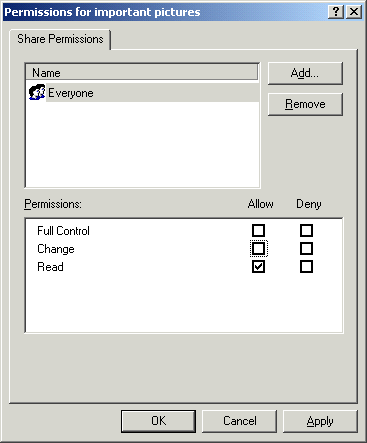 Permissions for important pictures
Share Permissions
Name
Add...
Everyone
Remove
Permissions: Allow Deny
Full Control
Change
Read
OK Cancel Apply